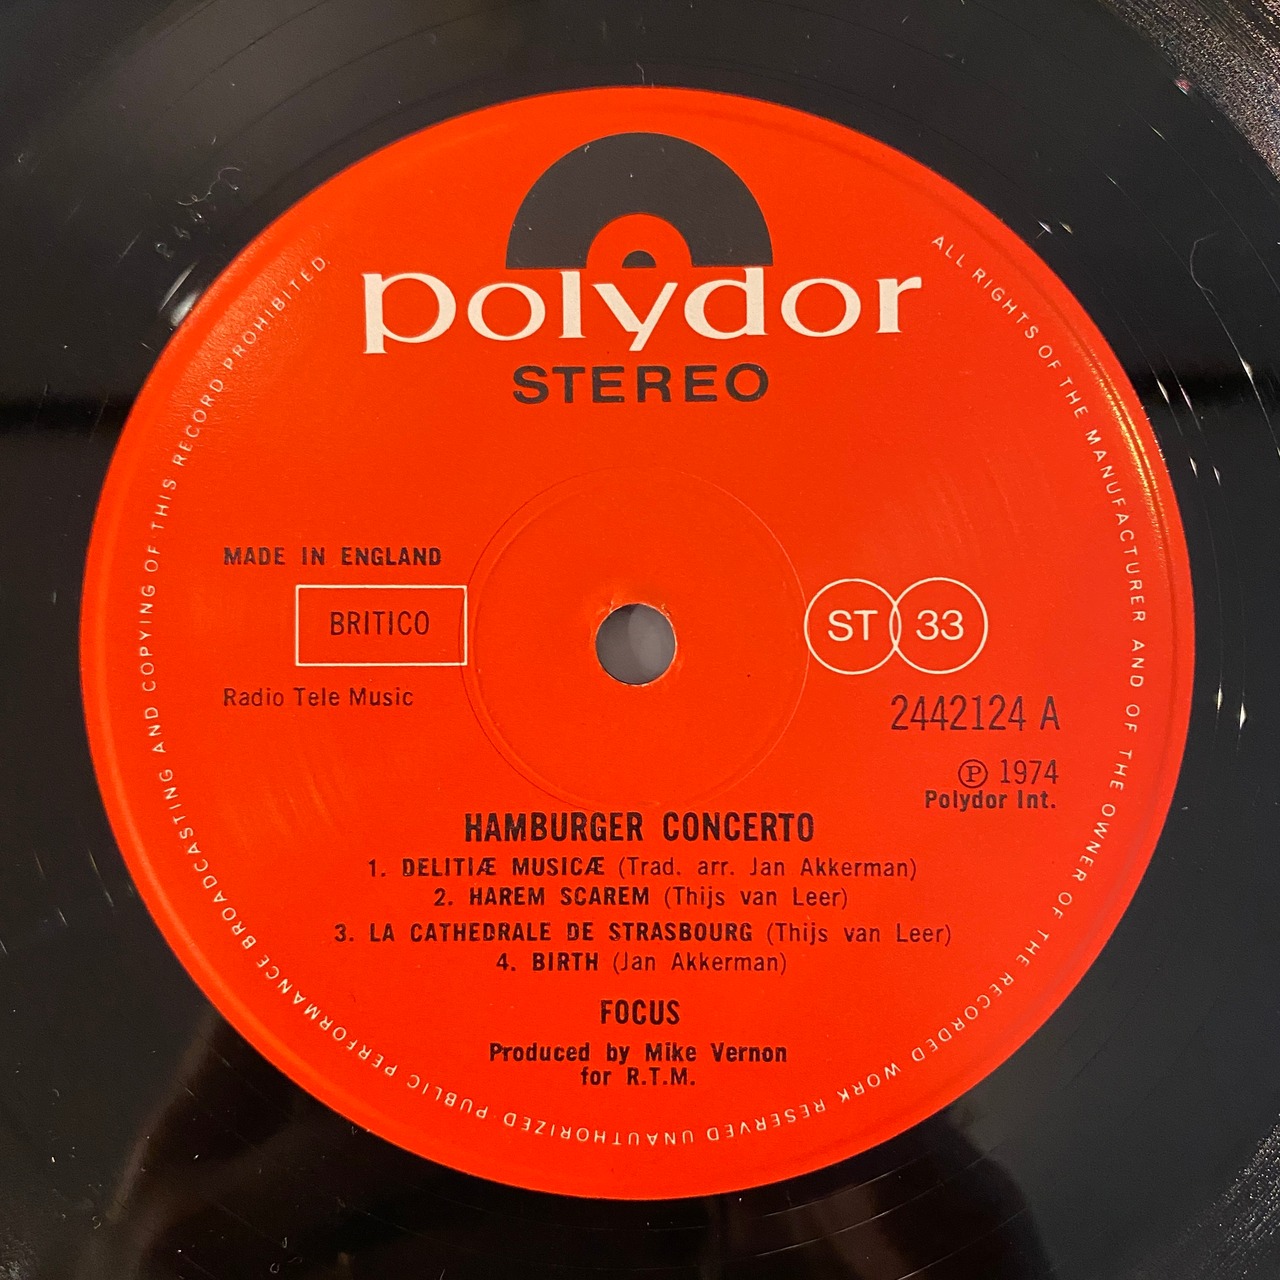 polydor
STEREO
MADE IN ENGLAND
BRITICO
Radio Tele Music
ST 33
2442124 A
Ⓟ 1974
Polydor Int.
HAMBURGER CONCERTO
1. DELITIÆ MUSICÆ (Trad. arr. Jan Akkerman)
2. HAREM SCAREM (Thijs van Leer)
3. LA CATHEDRALE DE STRASBOURG (Thijs van Leer)
4. BIRTH (Jan Akkerman)
FOCUS
Produced by Mike Vernon
for R.T.M.
ALL RIGHTS OF THE MANUFACTURER AND OF THE OWNER OF THE RECORDED WORK RESERVED UNAUTHORIZED PUBLIC PERFORMANCE BROADCASTING AND COPYING OF THIS RECORD PROHIBITED.